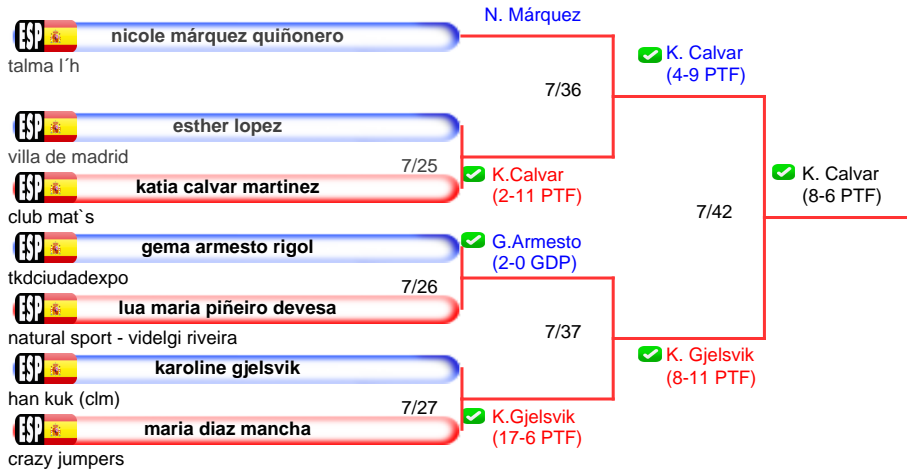 N. Márquez
ESP nicole márquez quiñonero
talma l´h
K. Calvar
(4-9 PTF)
7/36
ESP esther lopez
villa de madrid
7/25
K.Calvar
(2-11 PTF)
ESP katia calvar martinez
club mat`s
K. Calvar
(8-6 PTF)
7/42
ESP gema armesto rigol
tkdciudadexpo
G.Armesto
(2-0 GDP)
7/26
ESP lua maria piñeiro devesa
natural sport - videlgi riveira
7/37
K. Gjelsvik
(8-11 PTF)
ESP karoline gjelsvik
han kuk (clm)
7/27
K.Gjelsvik
(17-6 PTF)
ESP maria diaz mancha
crazy jumpers